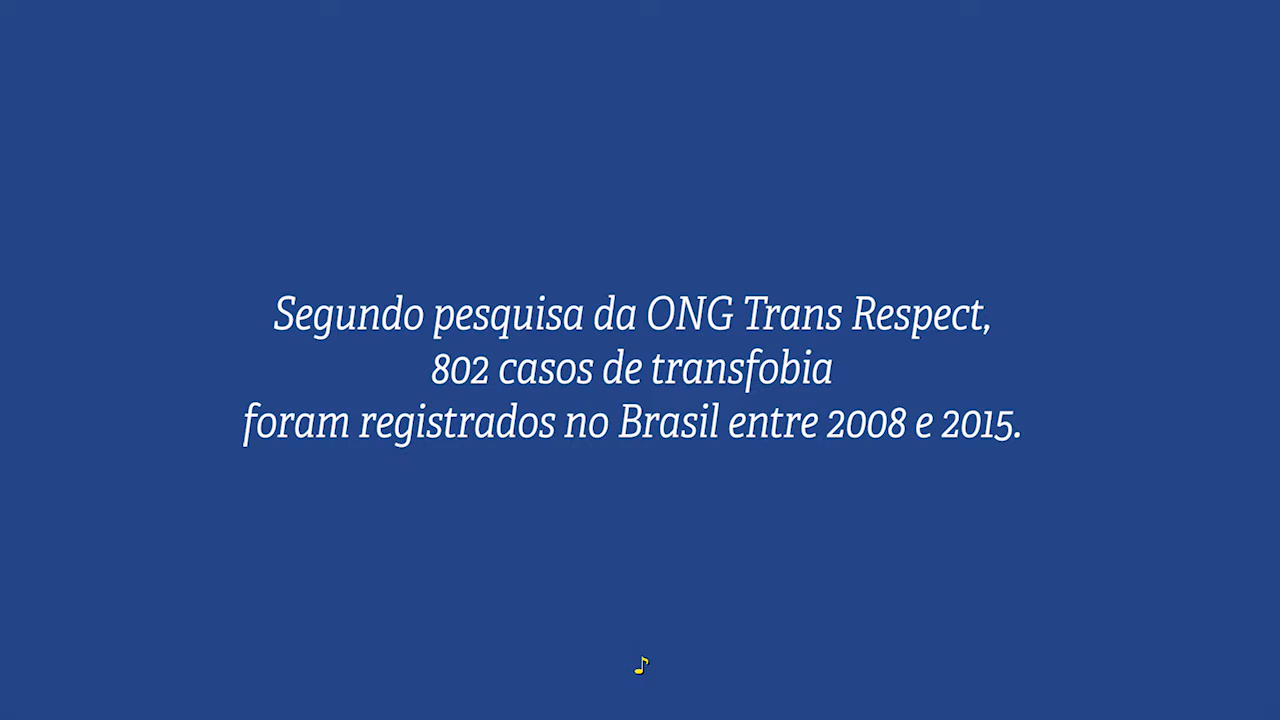 Segundo pesquisa da ONG Trans Respect,
802 casos de transfobia
foram registrados no Brasil entre 2008 e 2015.
♪